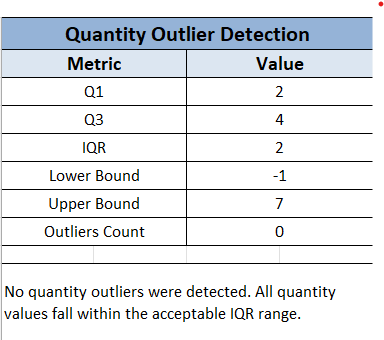 Quantity Outlier Detection
Metric Value
Q1 2
Q3 4
IQR 2
Lower Bound -1
Upper Bound 7
Outliers Count 0
No quantity outliers were detected. All quantity
values fall within the acceptable IQR range.